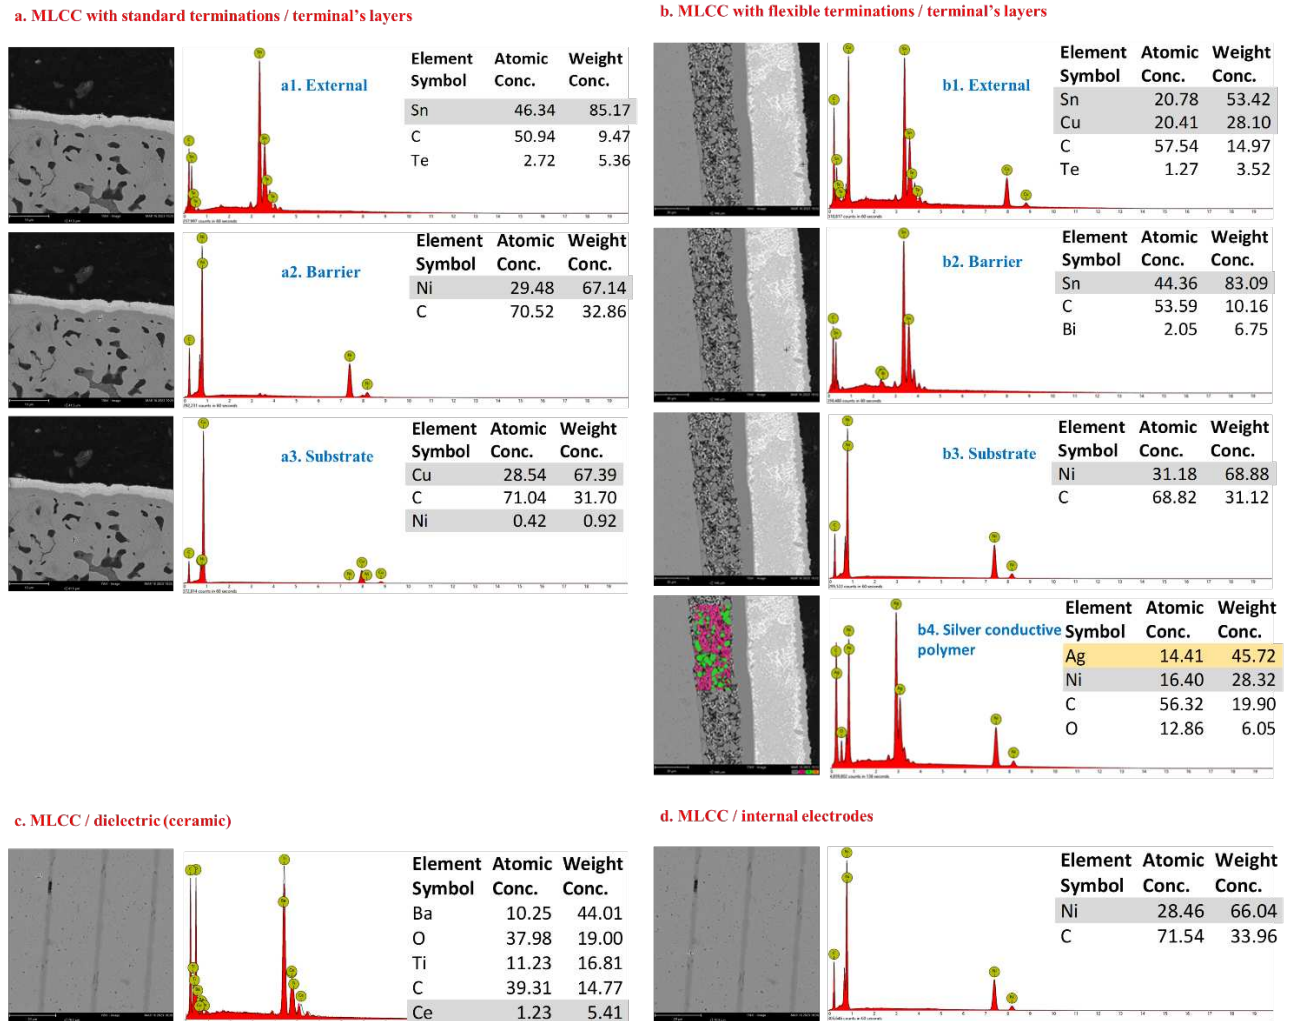 a. MLCC with standard terminations / terminal's layers
a1. External
Element Atomic Weight
Symbol Conc. Conc.
Sn 46.34 85.17
C 50.94 9.47
Te 2.72 5.36
a2. Barrier
Element Atomic Weight
Symbol Conc. Conc.
Ni 29.48 67.14
C 70.52 32.86
a3. Substrate
Element Atomic Weight
Symbol Conc. Conc.
Cu 28.54 67.39
C 71.04 31.70
Ni 0.42 0.92
b. MLCC with flexible terminations / terminal's layers
b1. External
Element Atomic Weight
Symbol Conc. Conc.
Sn 20.78 53.42
Cu 20.41 28.10
C 57.54 14.97
Te 1.27 3.52
b2. Barrier
Element Atomic Weight
Symbol Conc. Conc.
Sn 44.36 83.09
C 53.59 10.16
Bi 2.05 6.75
b3. Substrate
Element Atomic Weight
Symbol Conc. Conc.
Ni 31.18 68.88
C 68.82 31.12
b4. Silver conductive
polymer
Element Atomic Weight
Symbol Conc. Conc.
Ag 14.41 45.72
Ni 16.40 28.32
C 56.32 19.90
O 12.86 6.05
c. MLCC / dielectric (ceramic)
Element Atomic Weight
Symbol Conc. Conc.
Ba 10.25 44.01
O 37.98 19.00
Ti 11.23 16.81
C 39.31 14.77
Ce 1.23 5.41
d. MLCC / internal electrodes
Element Atomic Weight
Symbol Conc. Conc.
Ni 28.46 66.04
C 71.54 33.96